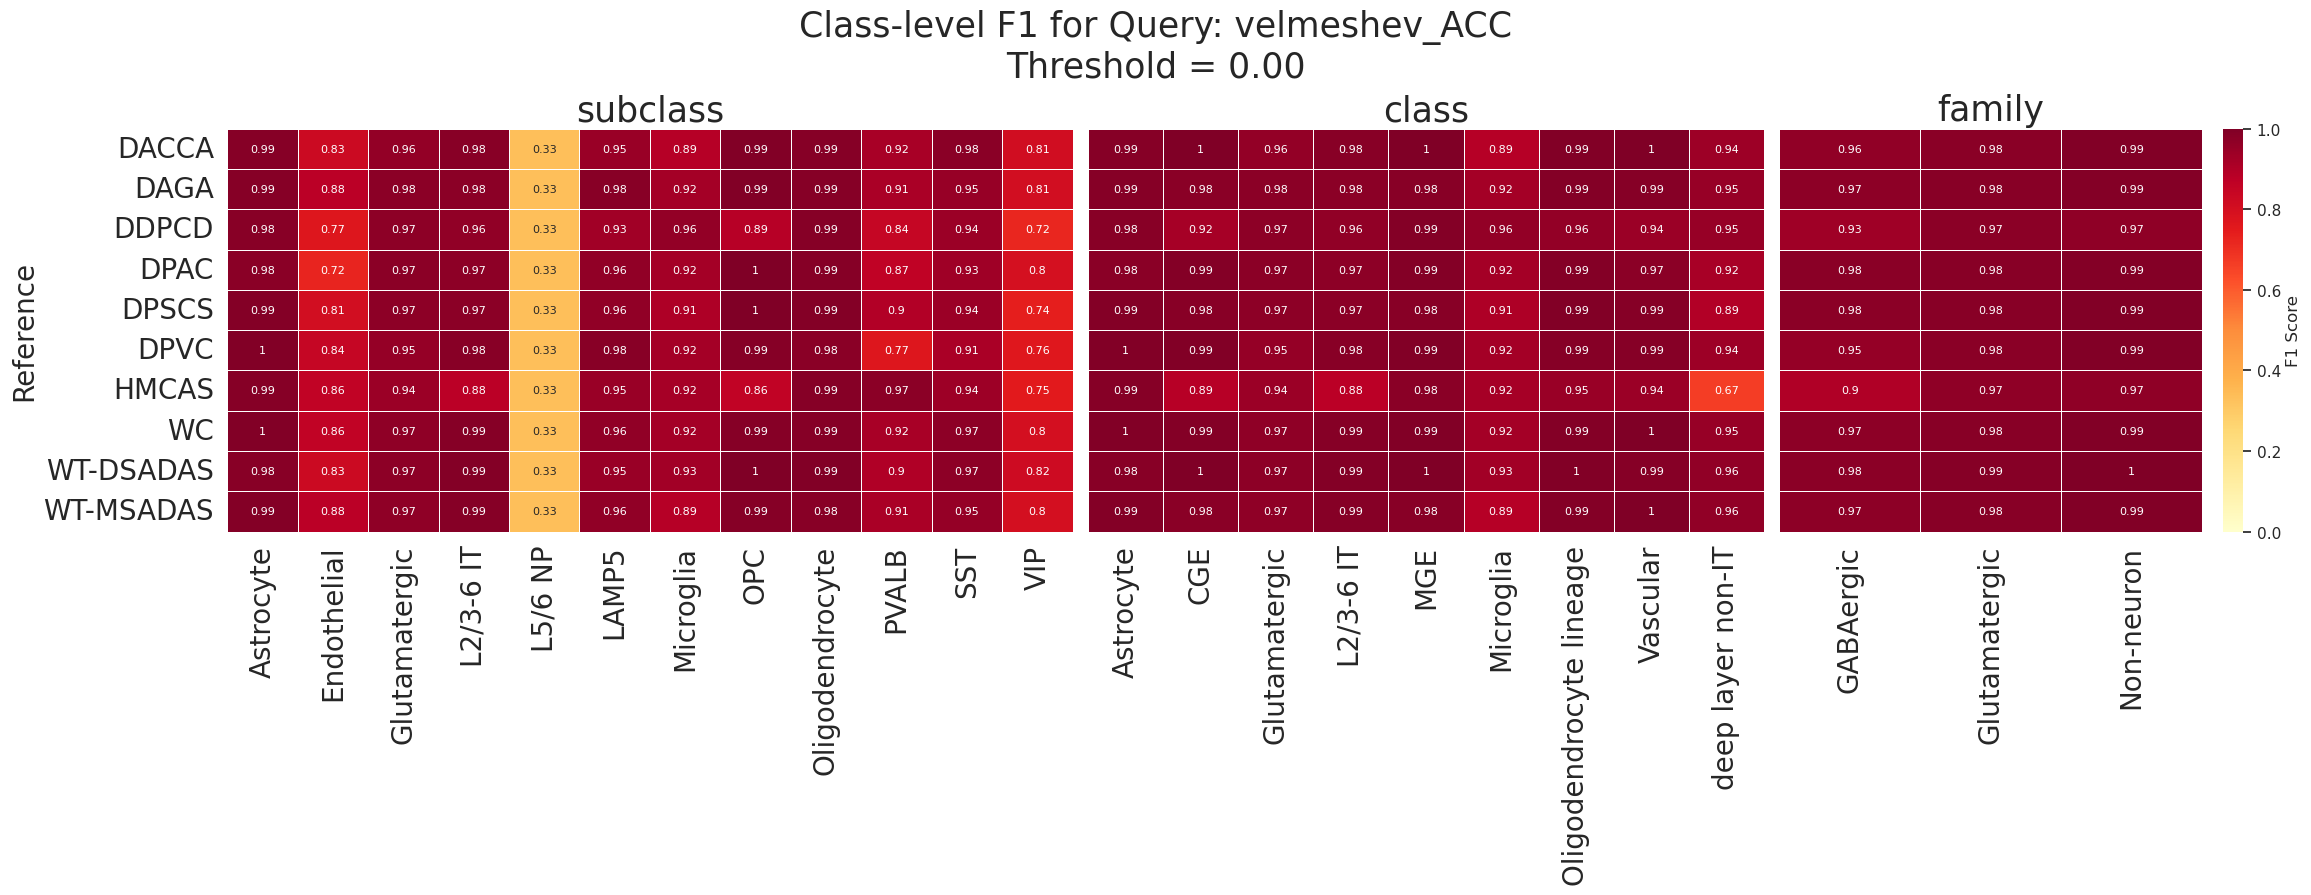 Class-level F1 for Query: velmeshev_ACC
Threshold = 0.00
subclass class family
Reference
DACCA 0.99 0.83 0.96 0.98 0.33 0.95 0.89 0.99 0.99 0.92 0.98 0.81 0.99 1 0.96 0.98 1 0.89 0.99 1 0.94 0.96 0.98 0.99
DAGA 0.99 0.88 0.98 0.98 0.33 0.98 0.92 0.99 0.99 0.91 0.95 0.81 0.99 0.98 0.98 0.98 0.98 0.92 0.99 0.99 0.95 0.97 0.98 0.99
DDPCD 0.98 0.77 0.97 0.96 0.33 0.93 0.96 0.89 0.99 0.84 0.94 0.72 0.98 0.92 0.97 0.96 0.99 0.96 0.96 0.94 0.95 0.93 0.97 0.97
DPAC 0.98 0.72 0.97 0.97 0.33 0.96 0.92 1 0.99 0.87 0.93 0.8 0.98 0.99 0.97 0.97 0.99 0.92 0.99 0.97 0.92 0.98 0.98 0.99
DPSCS 0.99 0.81 0.97 0.97 0.33 0.96 0.91 1 0.99 0.9 0.94 0.74 0.99 0.98 0.97 0.97 0.98 0.91 0.99 0.99 0.89 0.98 0.98 0.99
DPVC 1 0.84 0.95 0.98 0.33 0.98 0.92 0.99 0.98 0.77 0.91 0.76 1 0.99 0.95 0.98 0.99 0.92 0.99 0.99 0.94 0.95 0.98 0.99
HMCAS 0.99 0.86 0.94 0.88 0.33 0.95 0.92 0.86 0.99 0.97 0.94 0.75 0.99 0.89 0.94 0.88 0.98 0.92 0.95 0.94 0.67 0.9 0.97 0.97
WC 1 0.86 0.97 0.99 0.33 0.96 0.92 0.99 0.99 0.92 0.97 0.8 1 0.99 0.97 0.99 0.99 0.92 0.99 1 0.95 0.97 0.98 0.99
WT-DSADAS 0.98 0.83 0.97 0.99 0.33 0.95 0.93 1 0.99 0.9 0.97 0.82 0.98 1 0.97 0.99 1 0.93 1 0.99 0.96 0.98 0.99 1
WT-MSADAS 0.99 0.88 0.97 0.99 0.33 0.96 0.89 0.99 0.98 0.91 0.95 0.8 0.99 0.98 0.97 0.99 0.98 0.89 0.99 1 0.96 0.97 0.98 0.99
Astrocyte
Endothelial
Glutamatergic
L2/3-6 IT
L5/6 NP
LAMP5
Microglia
OPC
Oligodendrocyte
PVALB
SST
VIP
Astrocyte
CGE
Glutamatergic
L2/3-6 IT
MGE
Microglia
Oligodendrocyte lineage
Vascular
deep layer non-IT
GABAergic
Glutamatergic
Non-neuron
1.0
0.8
0.6
0.4
0.2
0.0
F1 Score